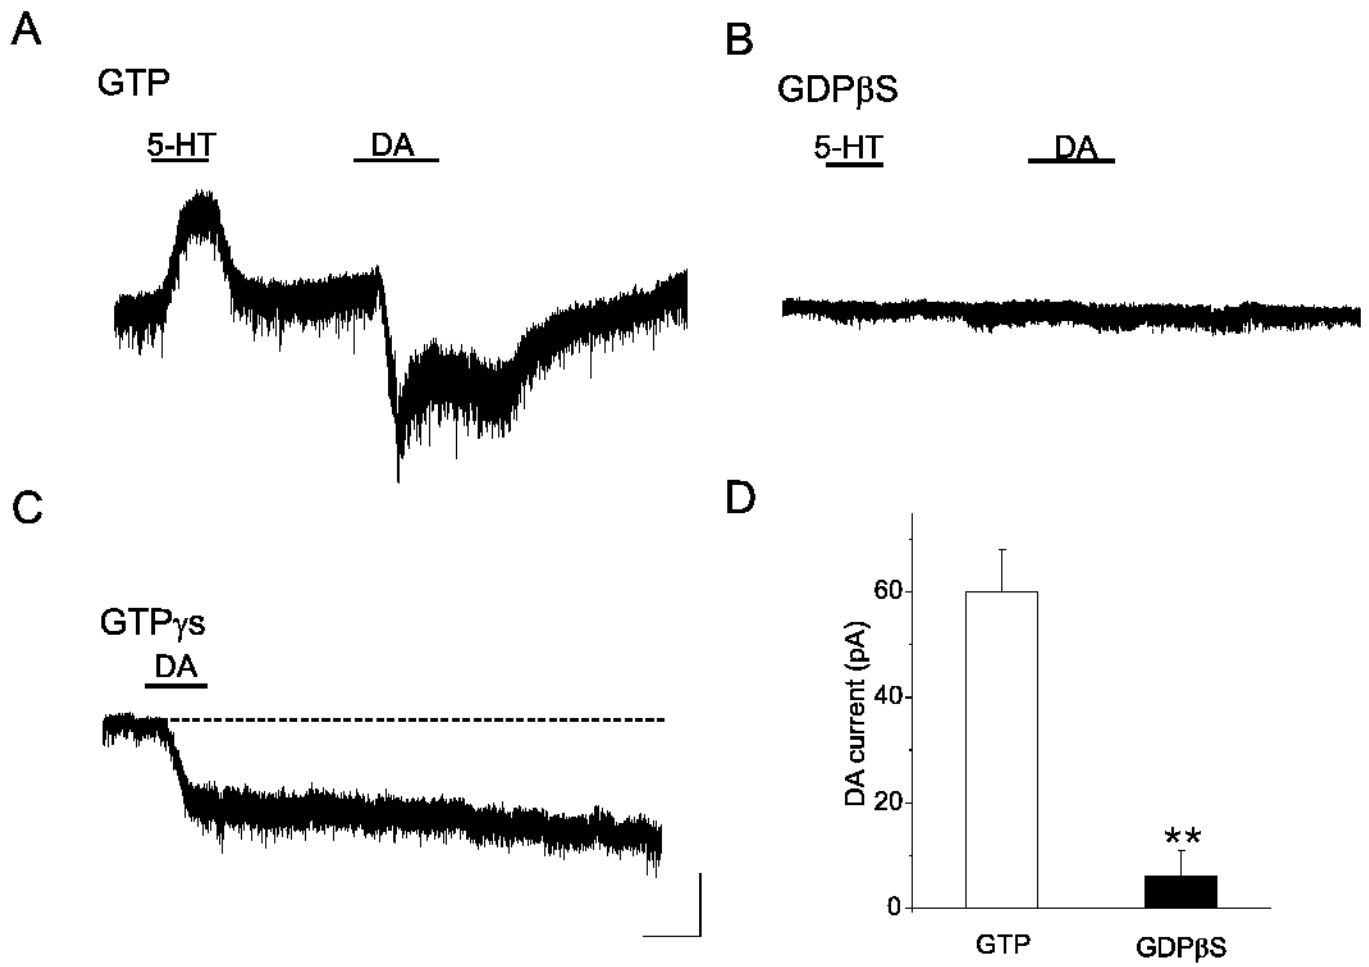 A
GTP
5-HT DA
B
GDPβS
5-HT DA
C
GTPγs
DA
D
DA current (pA)
60
40
20
0
**
GTP GDPβS